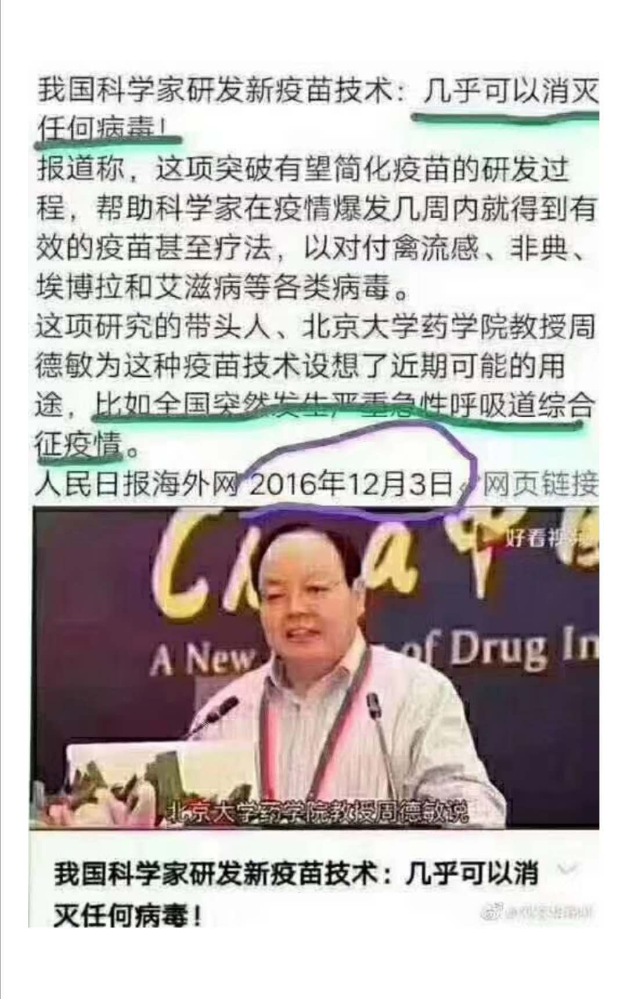 我国科学家研发新疫苗技术：几乎可以消灭
任何病毒！
报道称，这项突破有望简化疫苗的研发过
程，帮助科学家在疫情爆发几周内就得到有
效的疫苗甚至疗法，以对付禽流感、非典、
埃博拉和艾滋病等各类病毒。
这项研究的带头人、北京大学药学院教授周
德敏为这种疫苗技术设想了近期可能的用
途，比如全国突然发生严重急性呼吸道综合
征疫情。
人民日报海外网 2016年12月3日。网页链接
好看视
a 中
A New of Drug In
北京大学药学院教授周德敏说
我国科学家研发新疫苗技术：几乎可以消
灭任何病毒！